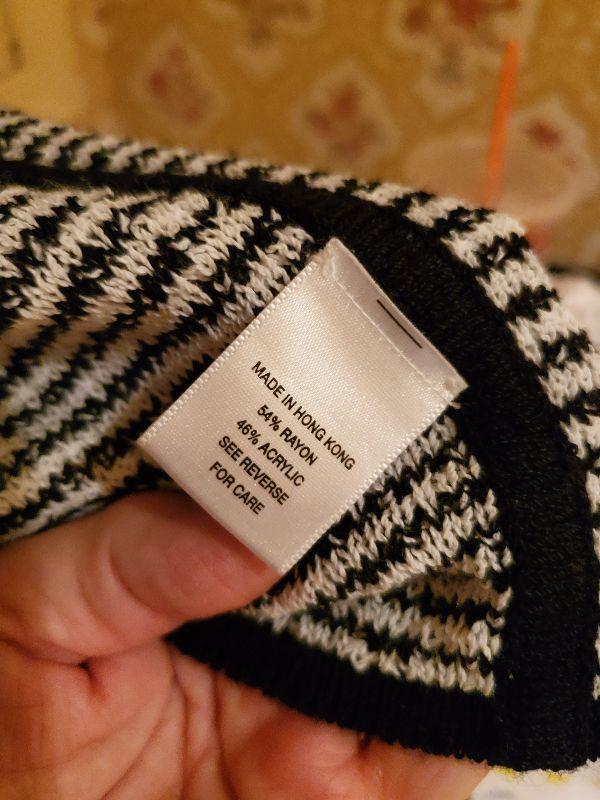 MADE IN HONG KONG
54% RAYON
46% ACRYLIC
SEE REVERSE
FOR CARE